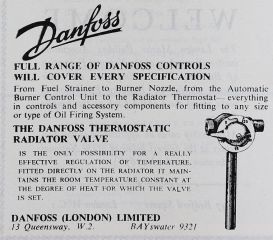 Danfoss
FULL RANGE OF DANFOSS CONTROLS
WILL COVER EVERY SPECIFICATION
From Fuel Strainer to Burner Nozzle, from the Automatic
Burner Control Unit to the Radiator Thermostat—everything
in controls and accessory components for fitting to any size
or type of Oil Firing System.
THE DANFOSS THERMOSTATIC
RADIATOR VALVE
IS THE ONLY POSSIBILITY FOR A REALLY
EFFECTIVE REGULATION OF TEMPERATURE.
FITTED DIRECTLY ON THE RADIATOR IT MAIN-
TAINS THE ROOM TEMPERATURE CONSTANT AT
THE DEGREE OF HEAT FOR WHICH THE VALVE
IS SET.
DANFOSS (LONDON) LIMITED
13 Queensway, W.2. BAYswater 9321